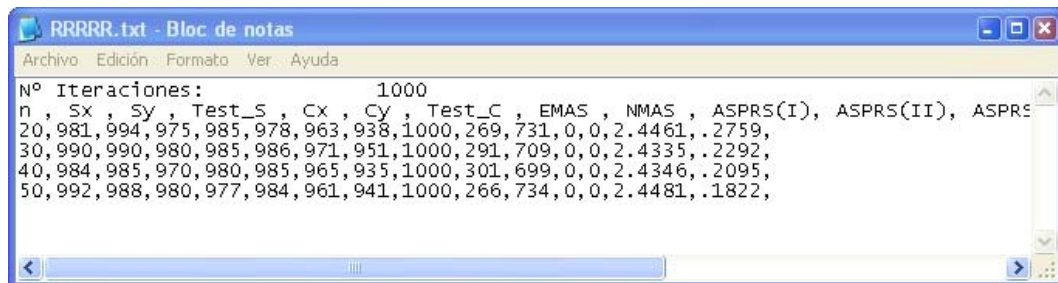 RRRRR.txt - Bloc de notas
Archivo Edición Formato Ver Ayuda
Nº Iteraciones: 1000
n , Sx , Sy , Test_S , Cx , Cy , Test_C , EMAS , NMAS , ASPRS(I), ASPRS(II), ASPRS
20,981,994,975,985,978,963,938,1000,269,731,0,0,2.4461,.2759,
30,990,990,980,985,986,971,951,1000,291,709,0,0,2.4335,.2292,
40,984,985,970,980,985,965,935,1000,301,699,0,0,2.4346,.2095,
50,992,988,980,977,984,961,941,1000,266,734,0,0,2.4481,.1822,